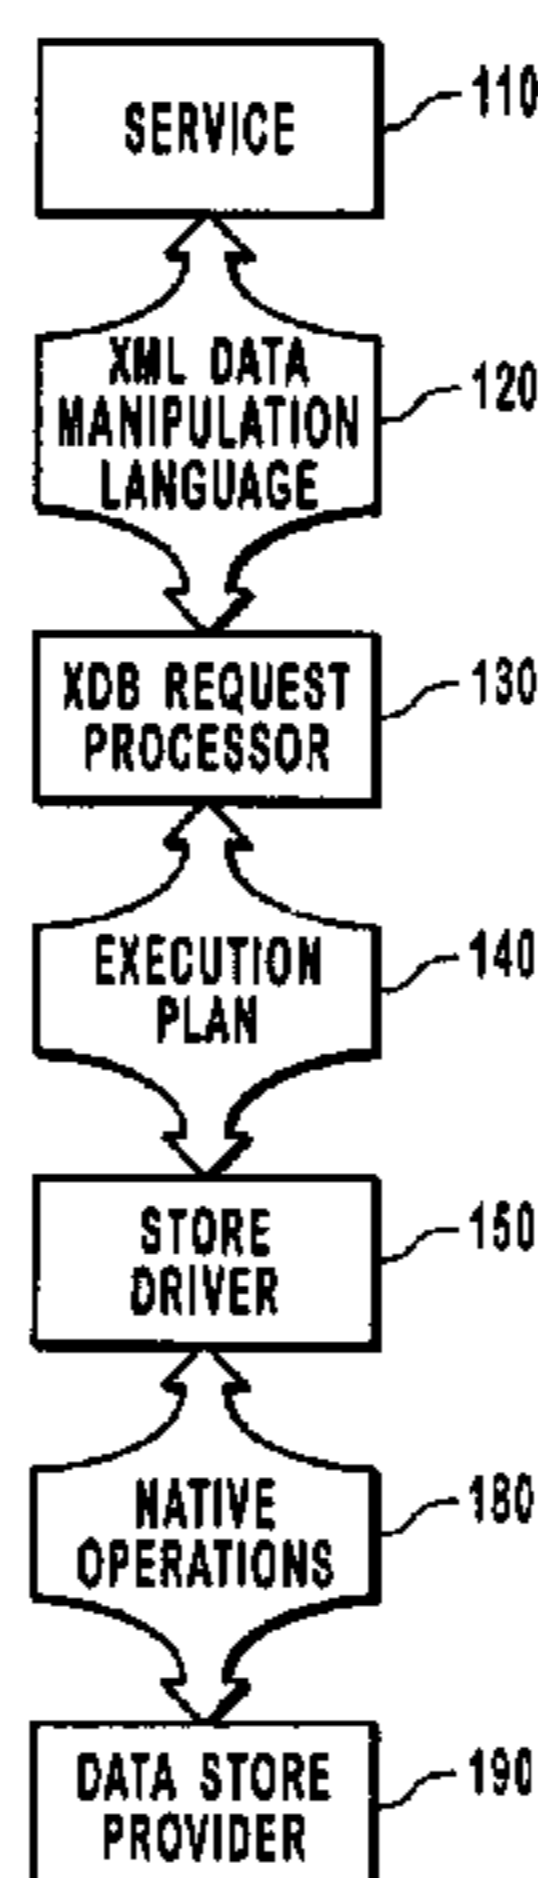 SERVICE
110
XML DATA
MANIPULATION
LANGUAGE
120
XDB REQUEST
PROCESSOR
130
EXECUTION
PLAN
140
STORE
DRIVER
150
NATIVE
OPERATIONS
180
DATA STORE
PROVIDER
190